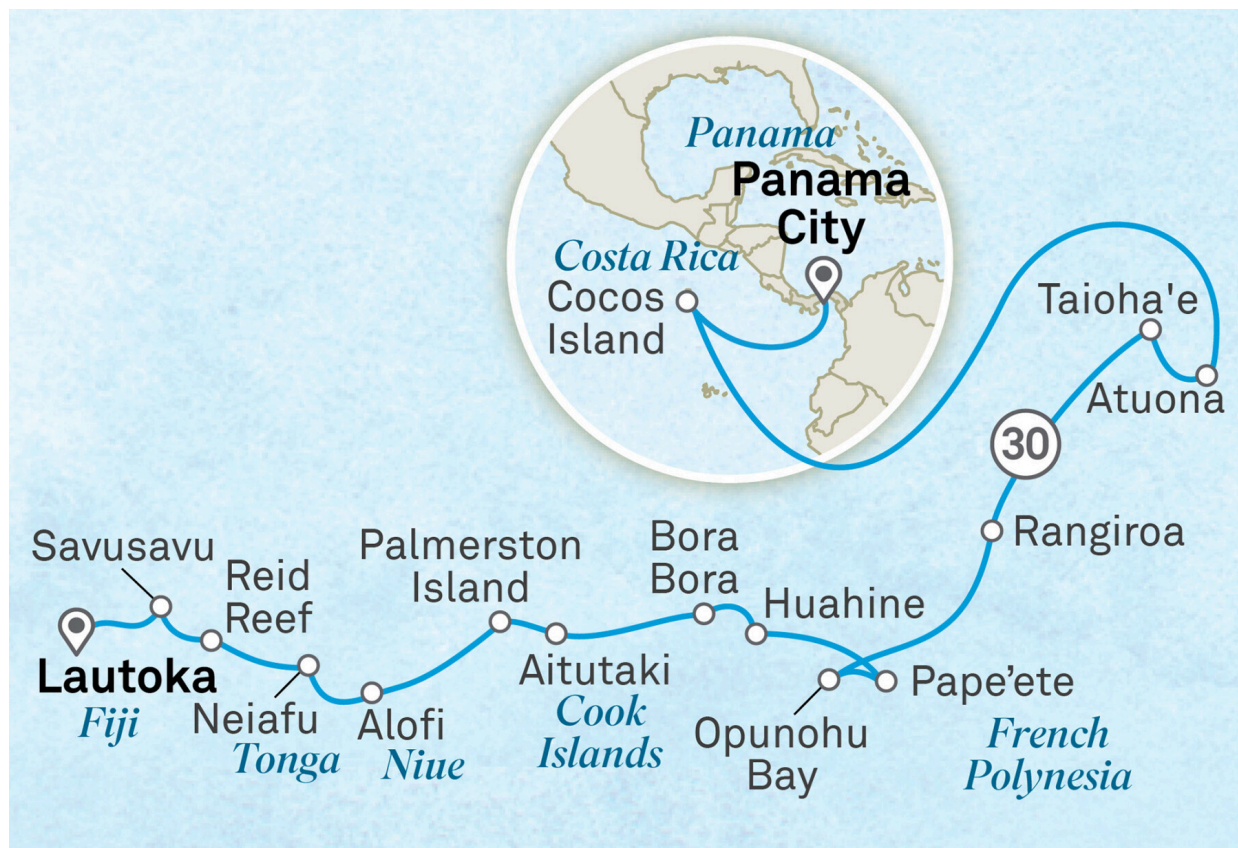 Panama
Panama
City
Costa Rica
Cocos
Island
Taioha'e
Atuona
30
Rangiroa
Savusavu
Reid
Reef
Palmerston
Island
Bora
Bora
Huahine
Lautoka
Fiji
Neiafu
Tonga
Alofi
Niue
Aitutaki
Cook
Islands
Opunohu
Bay
Pape’ete
French
Polynesia